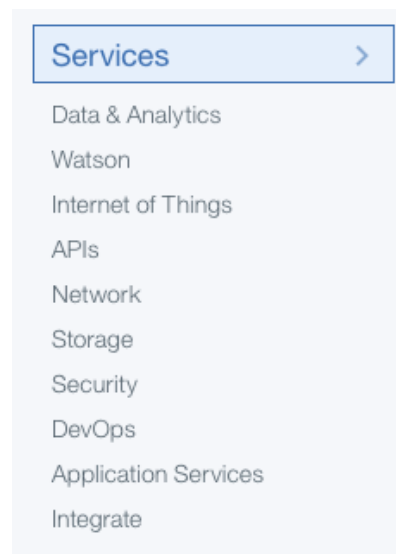 Services
Data & Analytics
Watson
Internet of Things
APIs
Network
Storage
Security
DevOps
Application Services
Integrate